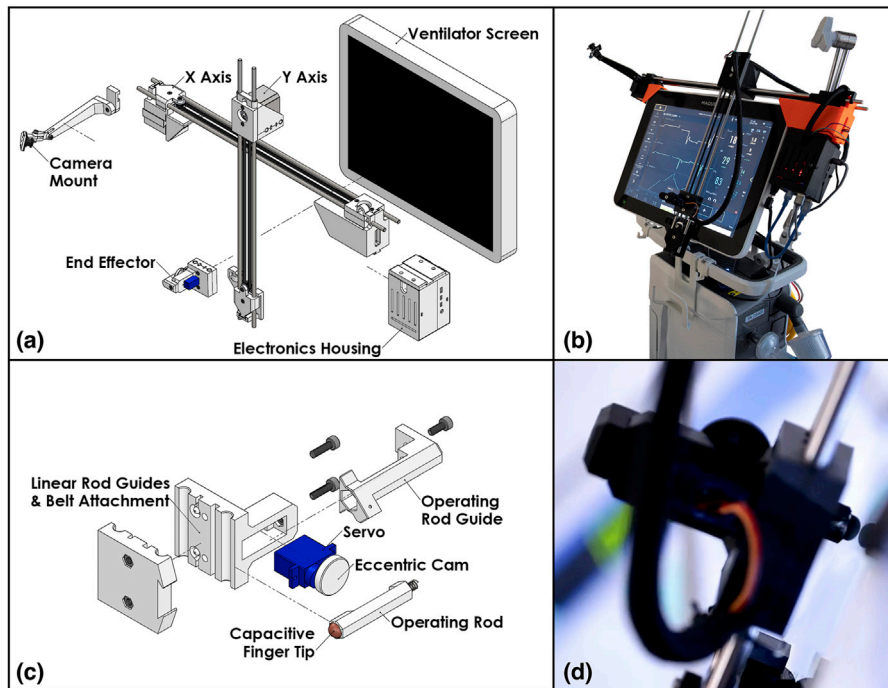 Ventilator Screen
X Axis
Y Axis
Camera
Mount
End Effector
Electronics Housing
(a)
(b)
Linear Rod Guides
& Belt Attachment
Operating
Rod Guide
Servo
Eccentric Cam
Operating Rod
Capacitive
Finger Tip
(c)
(d)